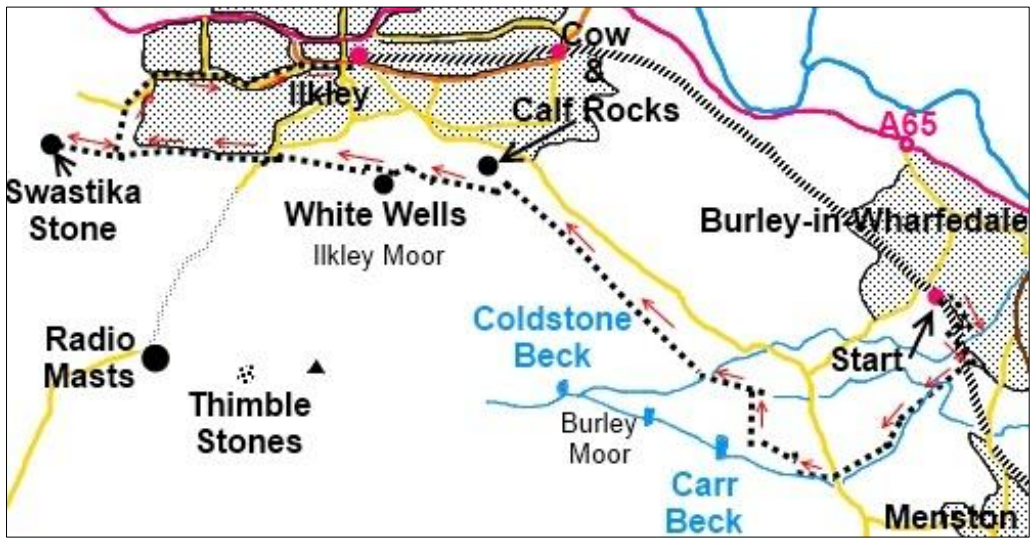 Cow
&
Calf Rocks
Ilkley
A65
Swastika
Stone
White Wells
Ilkley Moor
Burley-in-Wharfedale
Coldstone
Beck
Start
Radio
Masts
Thimble
Stones
Burley
Moor
Carr
Beck
Menston